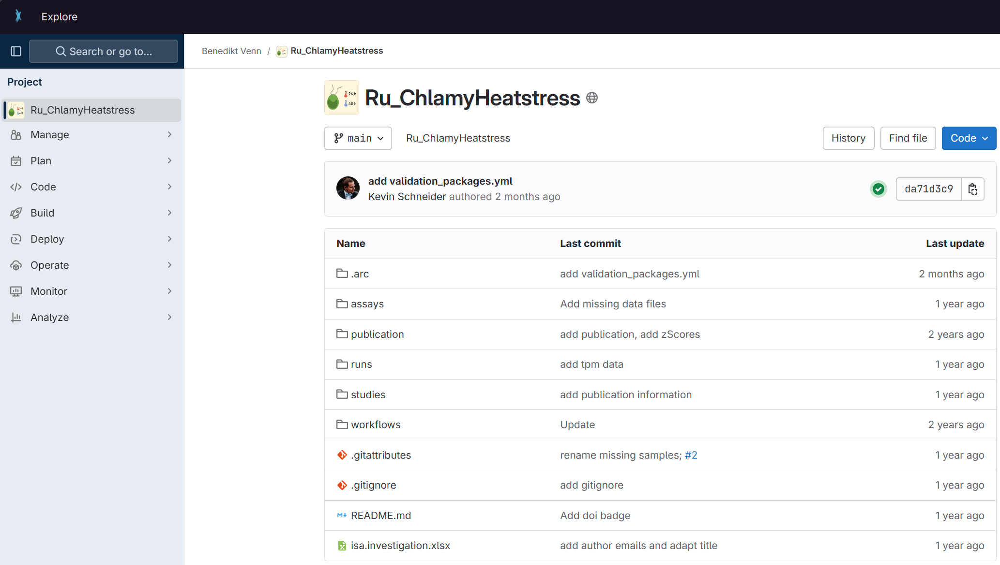 Explore
Search or go to...
Benedikt Venn / Ru_ChlamyHeatstress
Project
Ru_ChlamyHeatstress
Manage
Plan
Code
Build
Deploy
Operate
Monitor
Analyze
24 h
48 h
Ru_ChlamyHeatstress
main
Ru_ChlamyHeatstress
History
Find file
Code
add validation_packages.yml
Kevin Schneider authored 2 months ago
da71d3c9
Name Last commit Last update
.arc add validation_packages.yml 2 months ago
assays Add missing data files 1 year ago
publication add publication, add zScores 2 years ago
runs add tpm data 1 year ago
studies add publication information 1 year ago
workflows Update 2 years ago
.gitattributes rename missing samples; #2 1 year ago
.gitignore add gitignore 1 year ago
README.md Add doi badge 1 year ago
isa.investigation.xlsx add author emails and adapt title 1 year ago